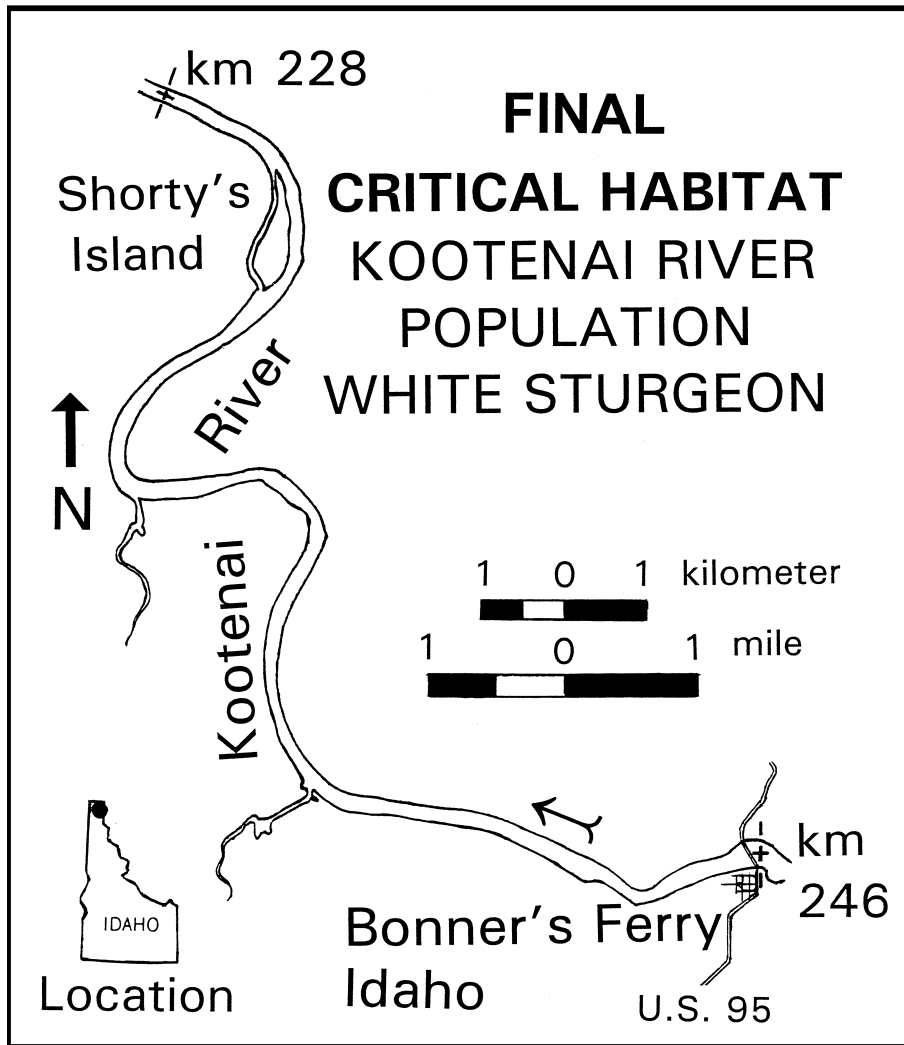 km 228
FINAL
CRITICAL HABITAT
KOOTENAI RIVER
POPULATION
WHITE STURGEON
Shorty's
Island
River
N
Kootenai
1 0 1 kilometer
1 0 1 mile
km
246
Bonner's Ferry
Idaho
U.S. 95
IDAHO
Location